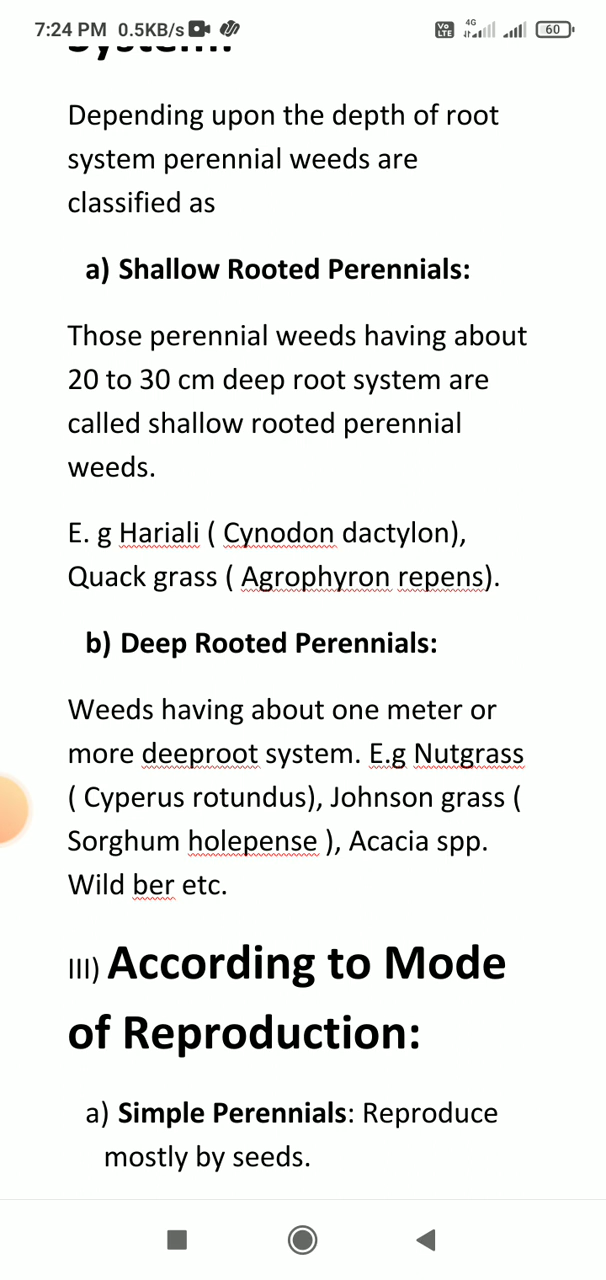 7:24 PM 0.5KB/s
Vo LTE 4G 60
Depending upon the depth of root
system perennial weeds are
classified as
a) Shallow Rooted Perennials:
Those perennial weeds having about
20 to 30 cm deep root system are
called shallow rooted perennial
weeds.
E. g Hariali ( Cynodon dactylon),
Quack grass ( Agrophyron repens).
b) Deep Rooted Perennials:
Weeds having about one meter or
more deeproot system. E.g Nutgrass
( Cyperus rotundus), Johnson grass (
Sorghum holepense ), Acacia spp.
Wild ber etc.
III) According to Mode
of Reproduction:
a) Simple Perennials: Reproduce
mostly by seeds.